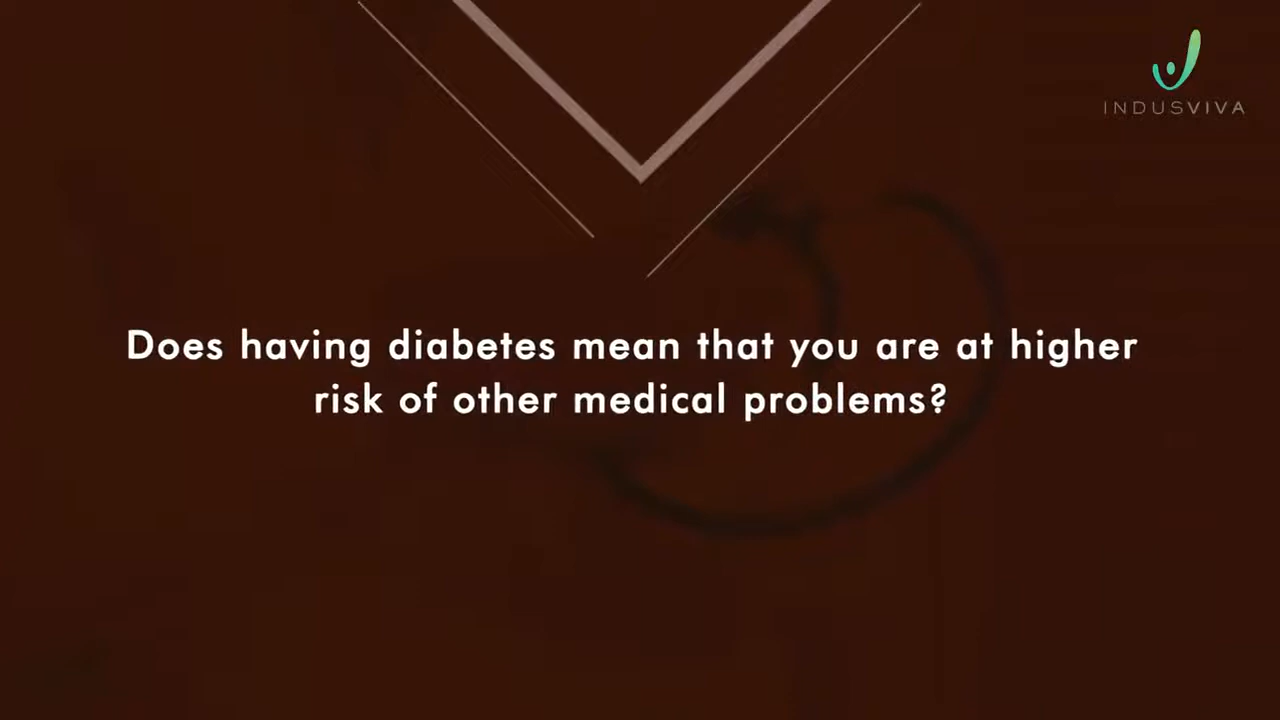 INDUSVIVA
Does having diabetes mean that you are at higher
risk of other medical problems?